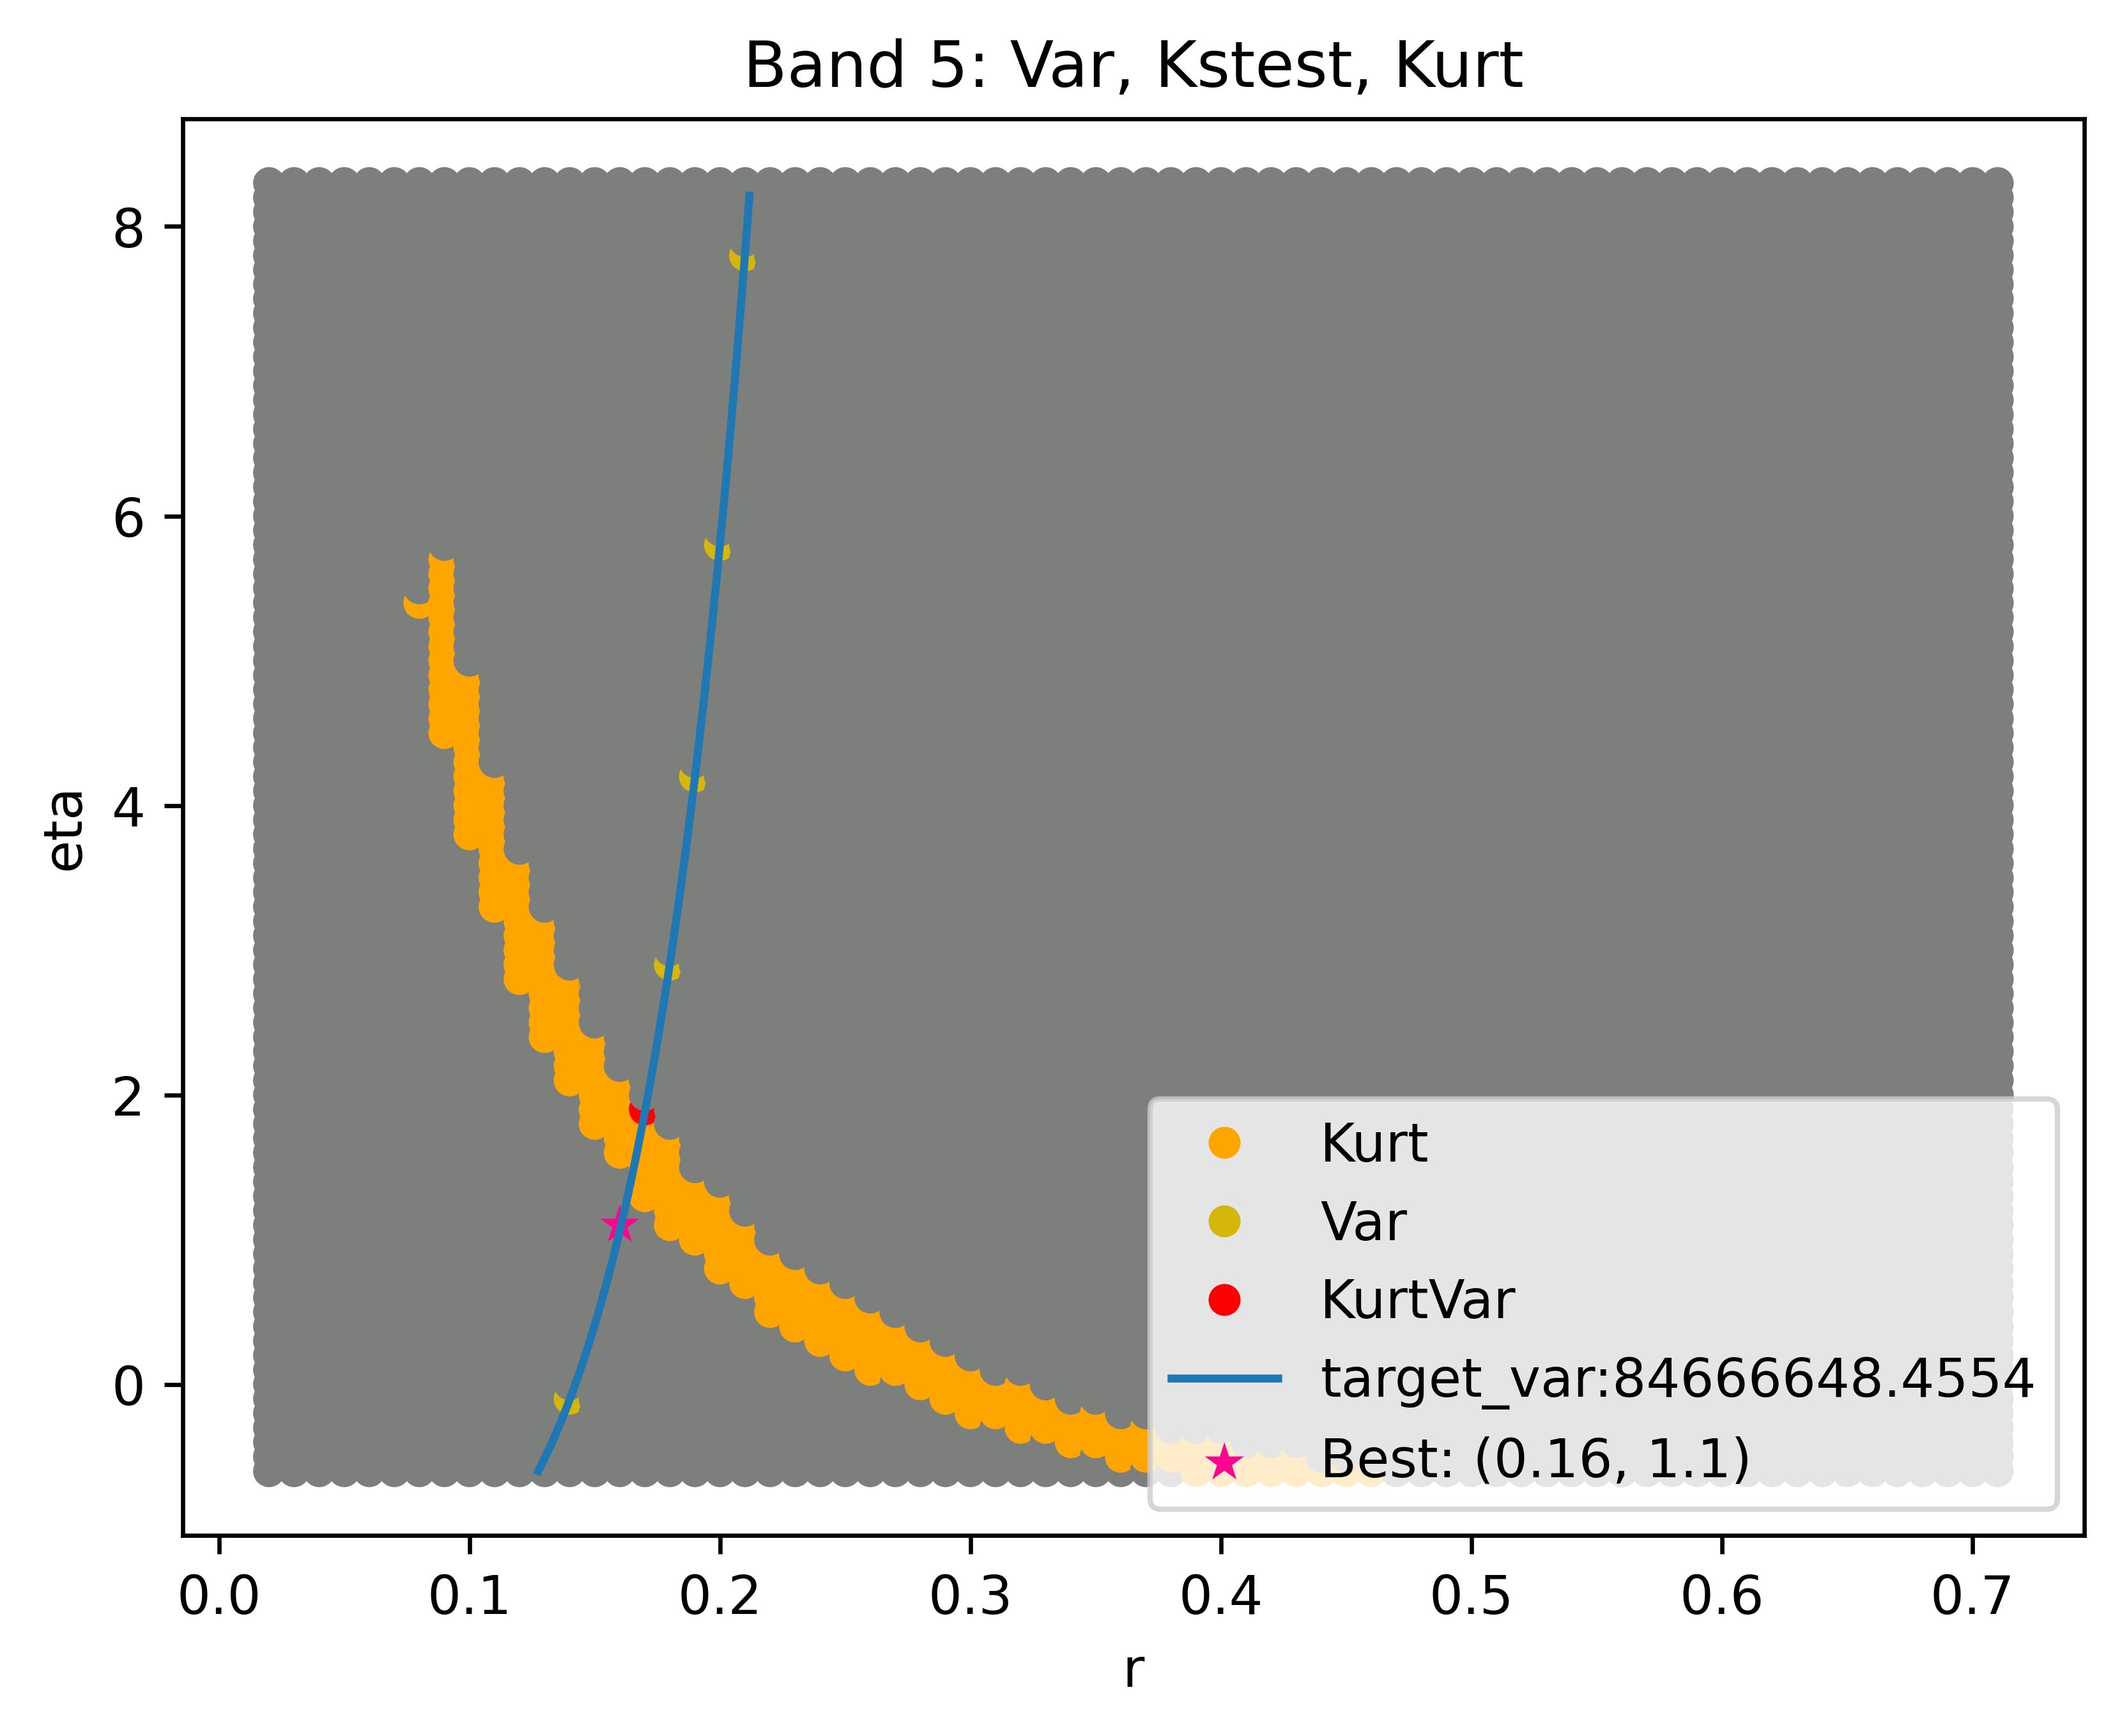 Band 5: Var, Kstest, Kurt
8
6
4
2
0
eta
Kurt
Var
KurtVar
target_var:84666648.4554
Best: (0.16, 1.1)
0.0 0.1 0.2 0.3 0.4 0.5 0.6 0.7
r